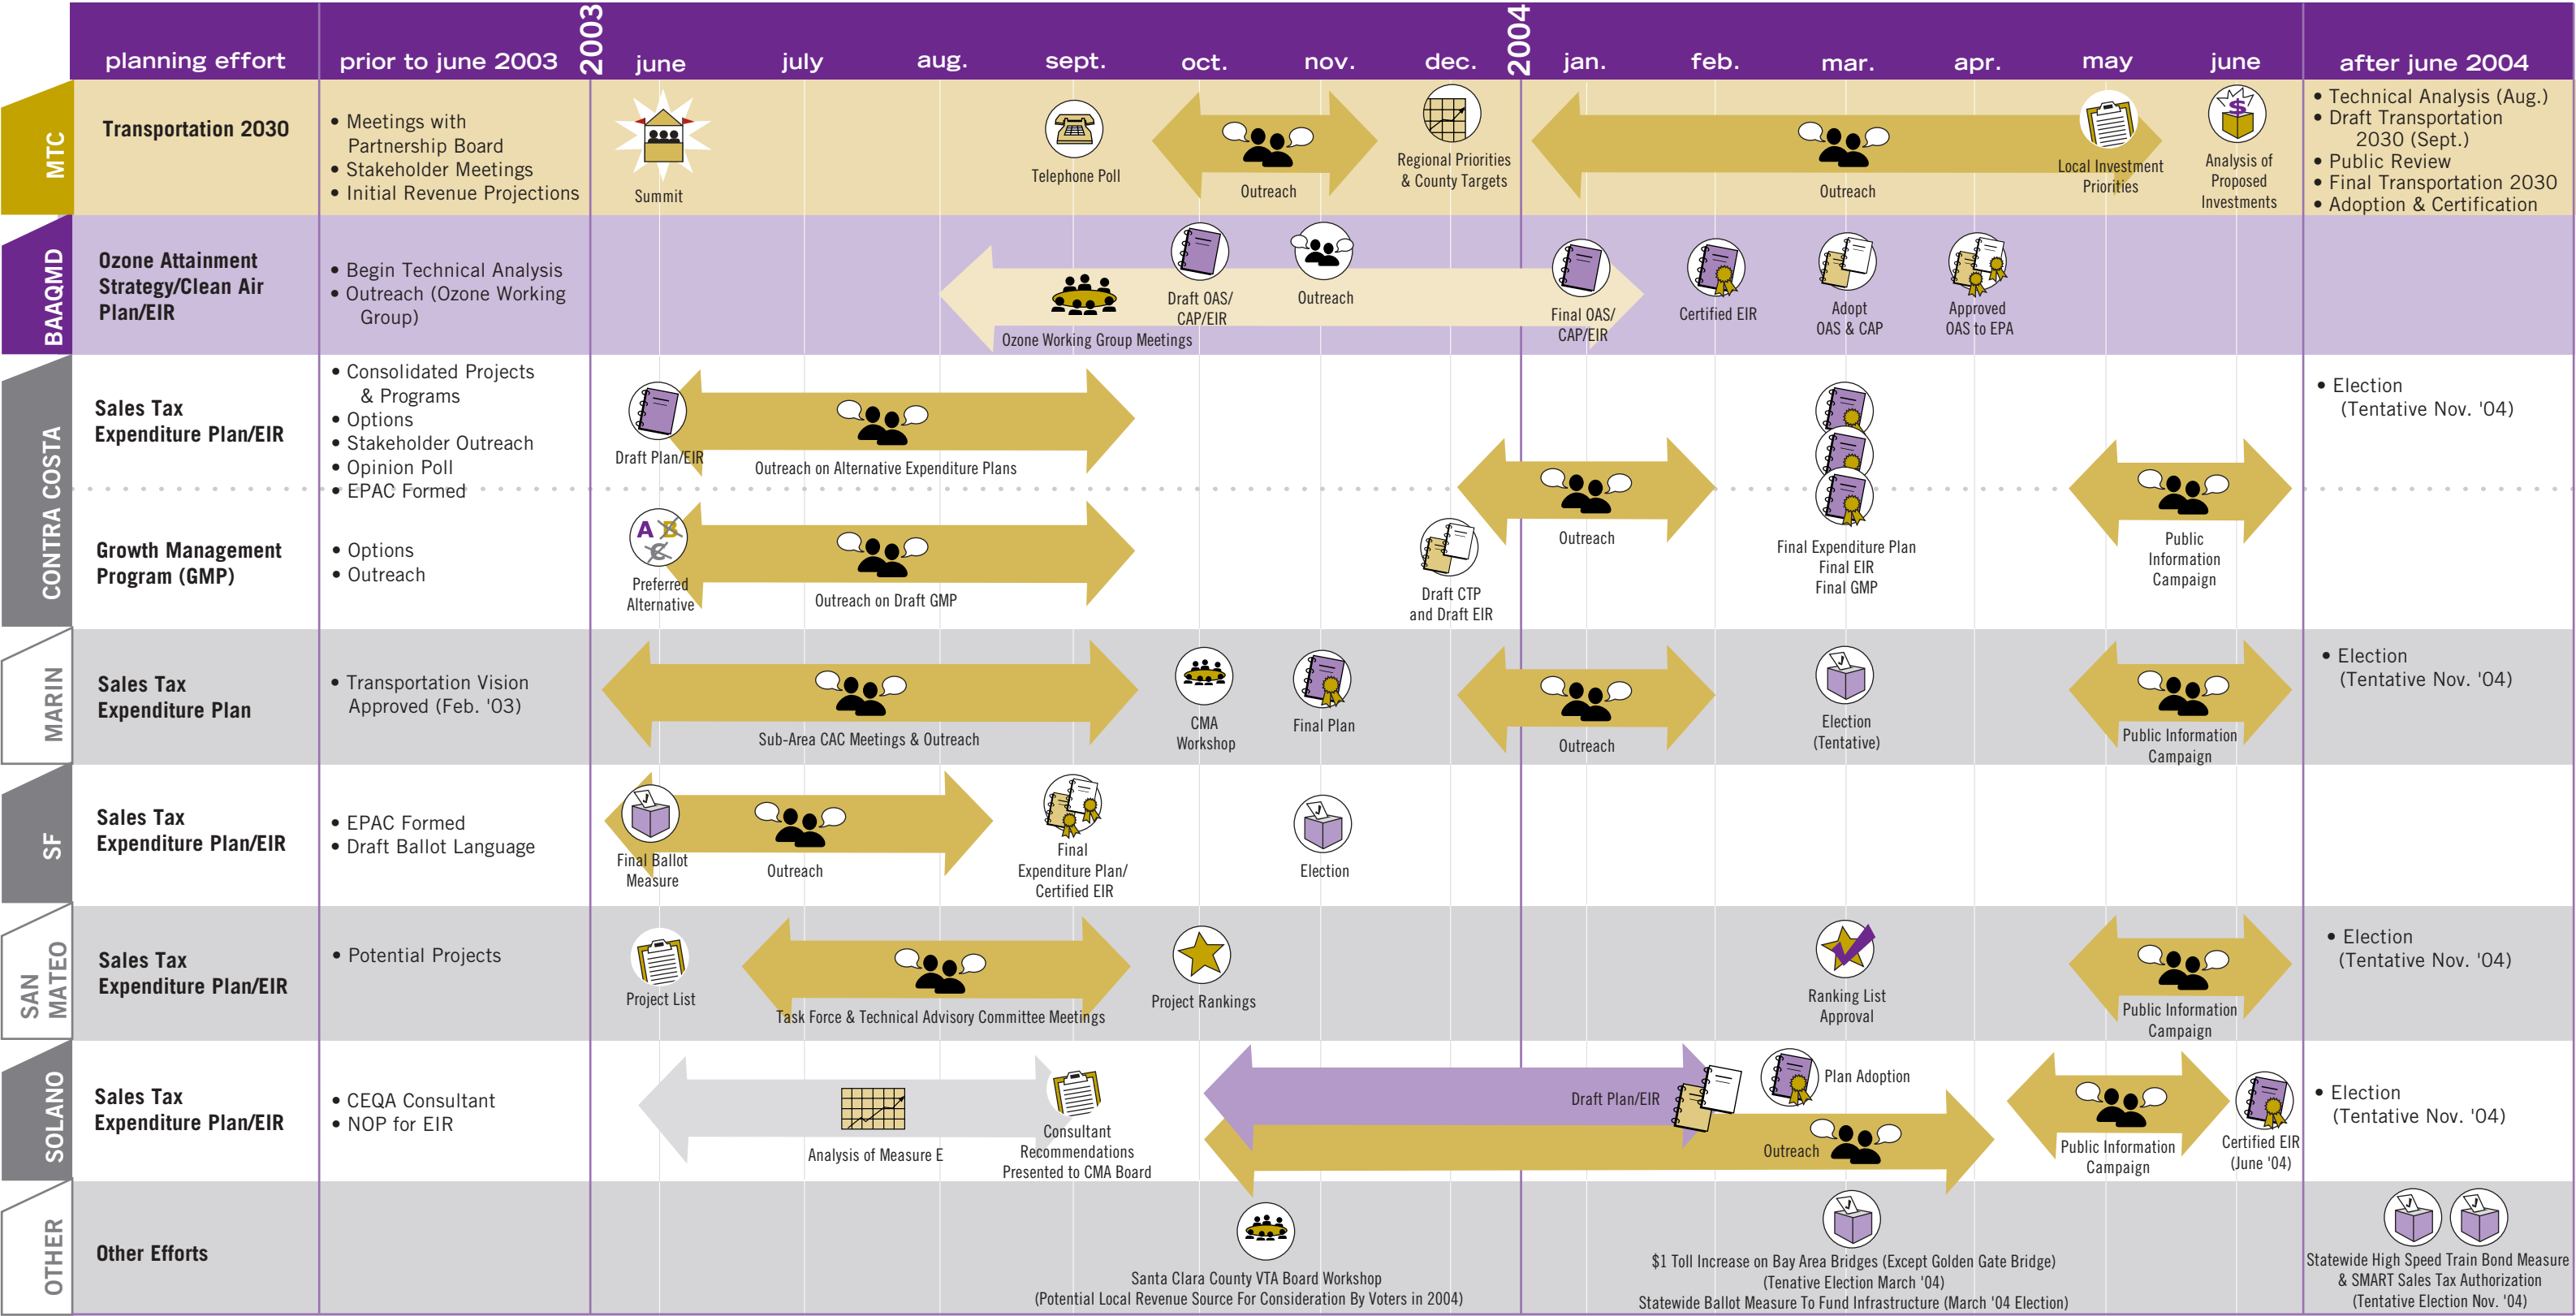 planning effort
prior to june 2003
2003
june
july
aug.
sept.
oct.
nov.
dec.
2004
jan.
feb.
mar.
apr.
may
june
after june 2004
MTC
Transportation 2030
• Meetings with
Partnership Board
• Stakeholder Meetings
• Initial Revenue Projections
Summit
Telephone Poll
Outreach
Regional Priorities
& County Targets
Outreach
Local Investment
Priorities
$
Analysis of
Proposed
Investments
• Technical Analysis (Aug.)
• Draft Transportation
2030 (Sept.)
• Public Review
• Final Transportation 2030
• Adoption & Certification
BAAQMD
Ozone Attainment
Strategy/Clean Air
Plan/EIR
• Begin Technical Analysis
• Outreach (Ozone Working
Group)
Ozone Working Group Meetings
Draft OAS/
CAP/EIR
Outreach
Final OAS/
CAP/EIR
Certified EIR
Adopt
OAS & CAP
Approved
OAS to EPA
CONTRA COSTA
Sales Tax
Expenditure Plan/EIR
• Consolidated Projects
& Programs
• Options
• Stakeholder Outreach
• Opinion Poll
• EPAC Formed
Draft Plan/EIR
Outreach on Alternative Expenditure Plans
• Election
(Tentative Nov. '04)
Growth Management
Program (GMP)
• Options
• Outreach
A B
C
Preferred
Alternative
Outreach on Draft GMP
Draft CTP
and Draft EIR
Outreach
Final Expenditure Plan
Final EIR
Final GMP
Public
Information
Campaign
MARIN
Sales Tax
Expenditure Plan
• Transportation Vision
Approved (Feb. '03)
Sub-Area CAC Meetings & Outreach
CMA
Workshop
Final Plan
Outreach
Election
(Tentative)
Public Information
Campaign
• Election
(Tentative Nov. '04)
SF
Sales Tax
Expenditure Plan/EIR
• EPAC Formed
• Draft Ballot Language
Final Ballot
Measure
Outreach
Final
Expenditure Plan/
Certified EIR
Election
SAN
MATEO
Sales Tax
Expenditure Plan/EIR
• Potential Projects
Project List
Task Force & Technical Advisory Committee Meetings
Project Rankings
Ranking List
Approval
Public Information
Campaign
• Election
(Tentative Nov. '04)
SOLANO
Sales Tax
Expenditure Plan/EIR
• CEQA Consultant
• NOP for EIR
Analysis of Measure E
Consultant
Recommendations
Presented to CMA Board
Draft Plan/EIR
Plan Adoption
Outreach
Public Information
Campaign
Certified EIR
(June '04)
• Election
(Tentative Nov. '04)
OTHER
Other Efforts
Santa Clara County VTA Board Workshop
(Potential Local Revenue Source For Consideration By Voters in 2004)
$1 Toll Increase on Bay Area Bridges (Except Golden Gate Bridge)
(Tenative Election March '04)
Statewide Ballot Measure To Fund Infrastructure (March '04 Election)
Statewide High Speed Train Bond Measure
& SMART Sales Tax Authorization
(Tentative Election Nov. '04)